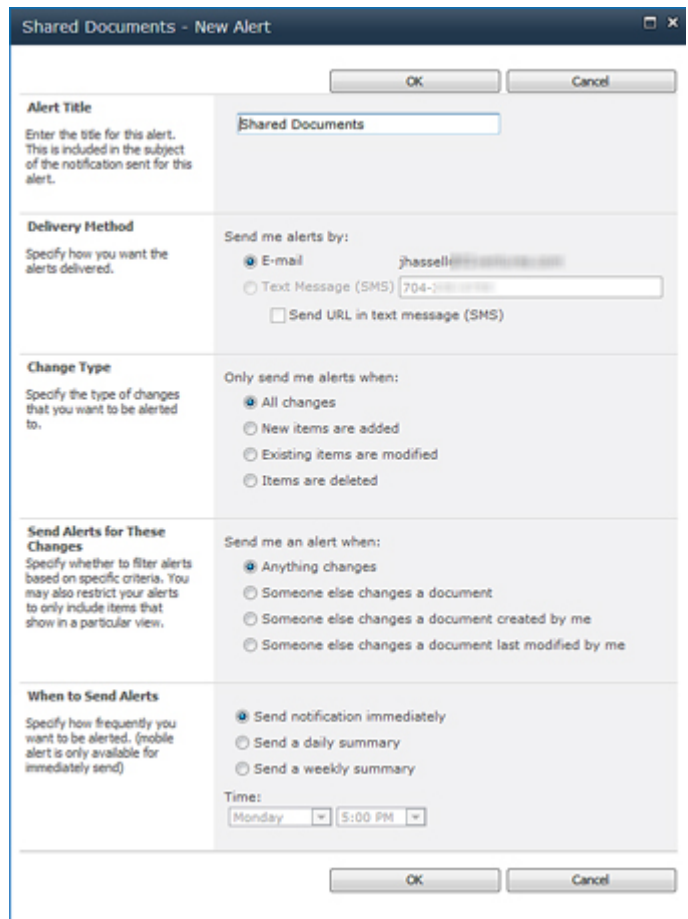 Shared Documents - New Alert
OK Cancel
Alert Title
Enter the title for this alert.
This is included in the subject
of the notification sent for this
alert.
Shared Documents
Delivery Method
Specify how you want the
alerts delivered.
Send me alerts by:
E-mail jhassell
Text Message (SMS) 704-
Send URL in text message (SMS)
Change Type
Specify the type of changes
that you want to be alerted
to.
Only send me alerts when:
All changes
New items are added
Existing items are modified
Items are deleted
Send Alerts for These
Changes
Specify whether to filter alerts
based on specific criteria. You
may also restrict your alerts
to only include items that
show in a particular view.
Send me an alert when:
Anything changes
Someone else changes a document
Someone else changes a document created by me
Someone else changes a document last modified by me
When to Send Alerts
Specify how frequently you
want to be alerted. (mobile
alert is only available for
immediately send)
Send notification immediately
Send a daily summary
Send a weekly summary
Time:
Monday 5:00 PM
OK Cancel